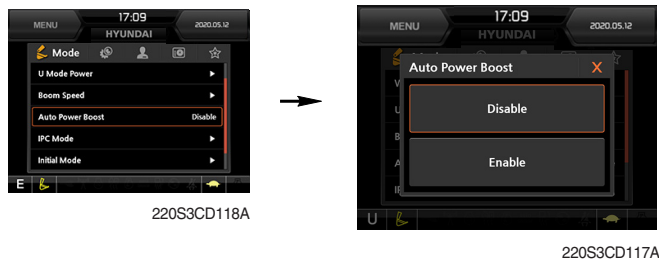 MENU
17:09
2020.05.12
HYUNDAI
Mode
U Mode Power
Boom Speed
Auto Power Boost Disable
IPC Mode
Initial Mode
E
220S3CD118A
MENU
17:09
2020.05.12
HYUNDAI
Auto Power Boost X
Disable
Enable
U
220S3CD117A